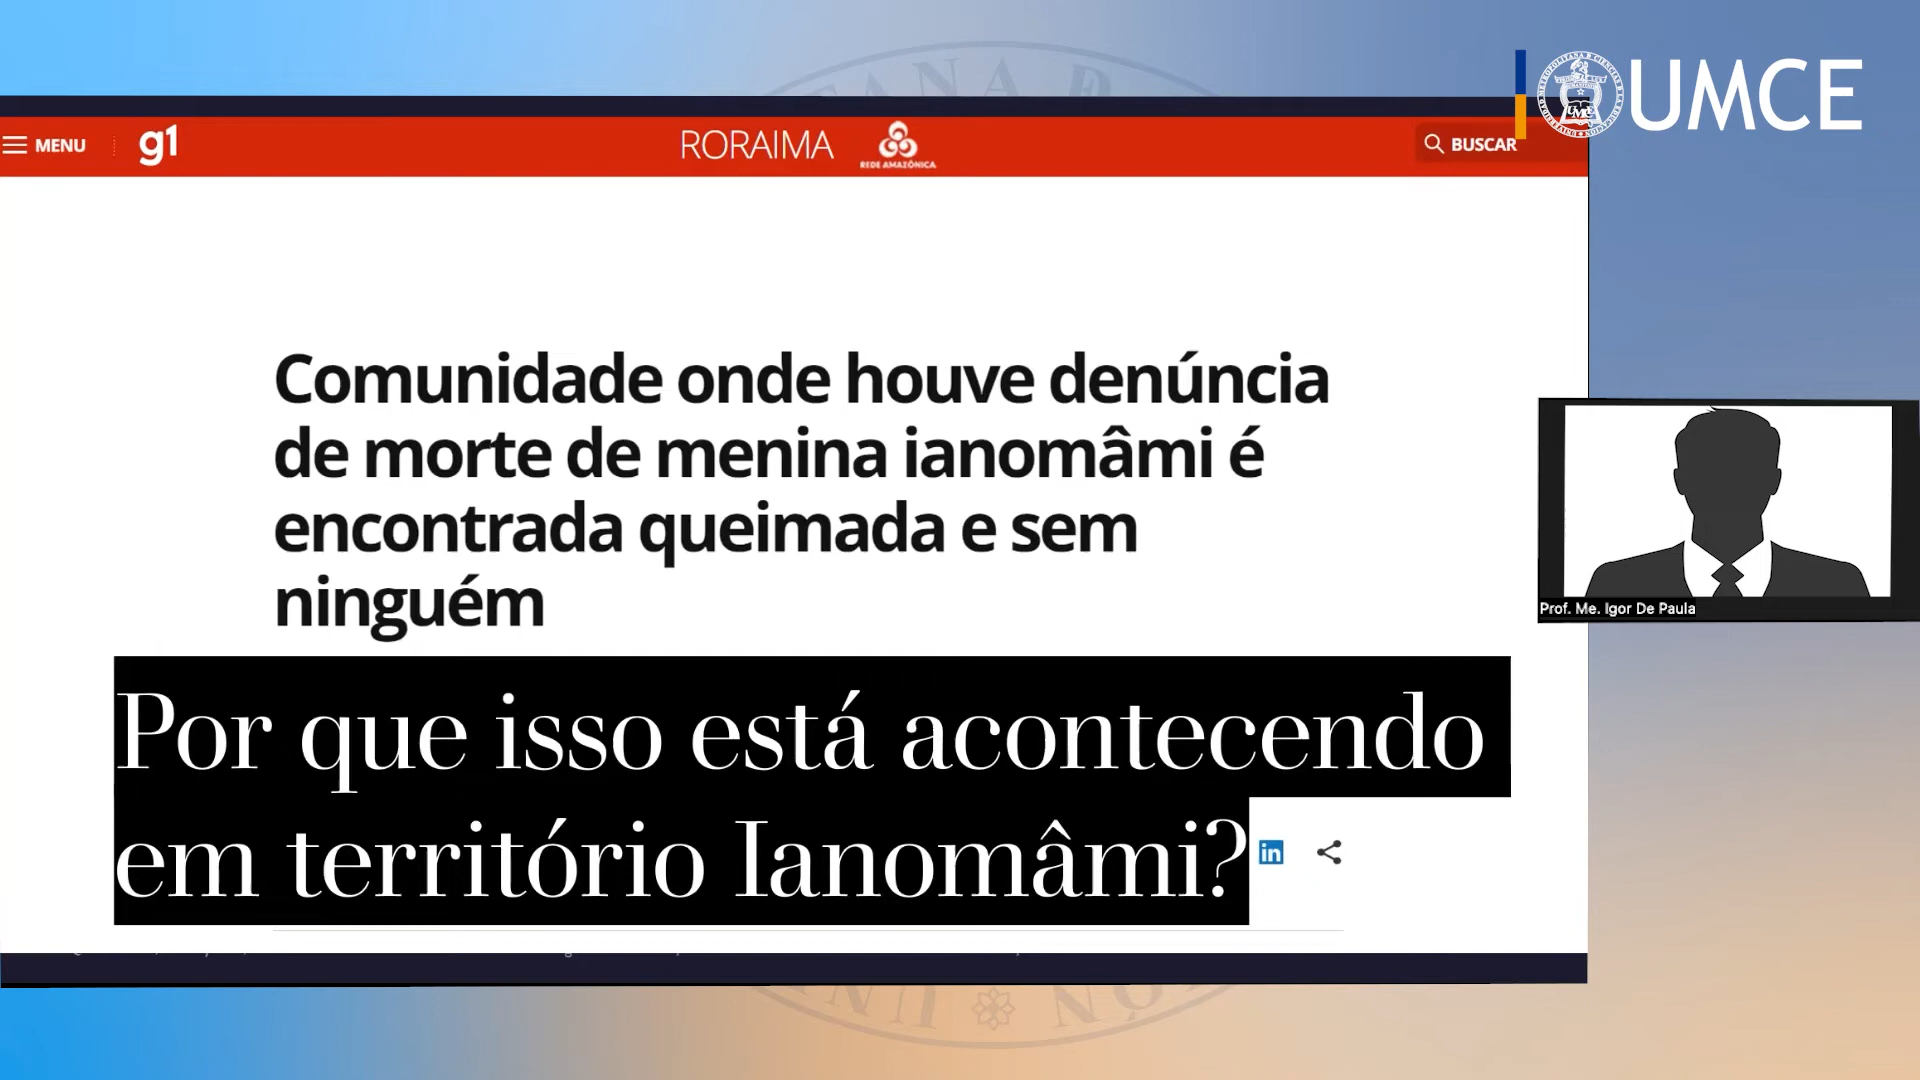 UMCE
MENU
g1
RORAIMA
REDE AMAZÔNICA
BUSCAR
Comunidade onde houve denúncia
de morte de menina ianomâmi é
encontrada queimada e sem
ninguém
Por que isso está acontecendo
em território Ianomâmi?
in
Prof. Me. Igor De Paula